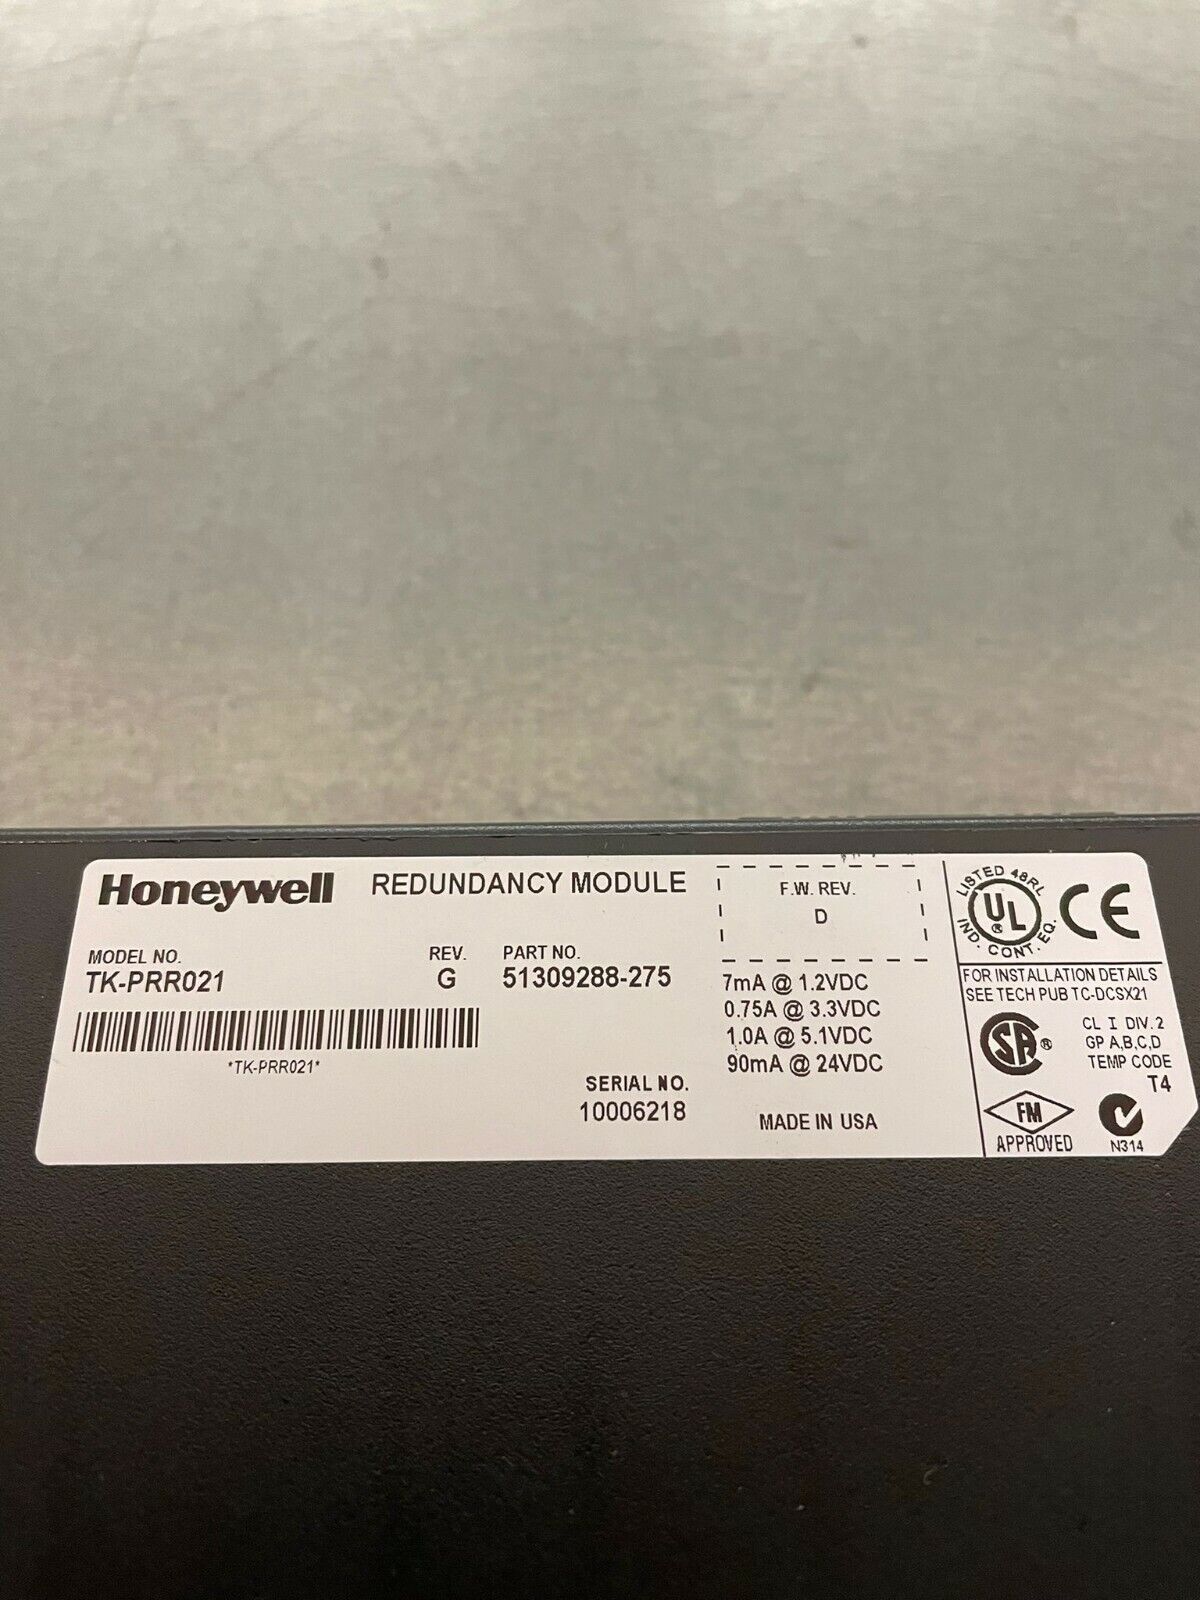 Honeywell REDUNDANCY MODULE
MODEL NO. REV. PART NO.
TK-PRR021 G 51309288-275
*TK-PRR021*
SERIAL NO.
10006218
F.W. REV.
D
7mA @ 1.2VDC
0.75A @ 3.3VDC
1.0A @ 5.1VDC
90mA @ 24VDC
MADE IN USA
LISTED 48RL
UL ®
IND. CONT. EQ.
CE
FOR INSTALLATION DETAILS
SEE TECH PUB TC-DCSX21
SA ®
CL I DIV. 2
GP A,B,C,D
TEMP CODE
T4
FM
APPROVED
N314